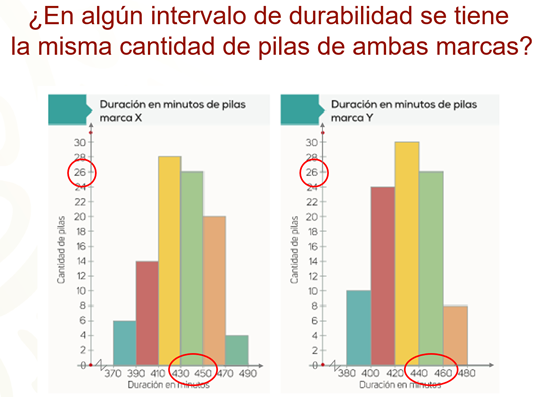 ¿En algún intervalo de durabilidad se tiene
la misma cantidad de pilas de ambas marcas?
Duración en minutos de pilas
marca X
Cantidad de pilas
30
28
26
24
22
20
18
16
14
12
10
8
6
4
2
0
370 390 410 430 450 470 490
Duración en minutos
Duración en minutos de pilas
marca Y
Cantidad de pilas
30
28
26
24
22
20
18
16
14
12
10
8
6
4
2
0
380 400 420 440 460 480
Duración en minutos